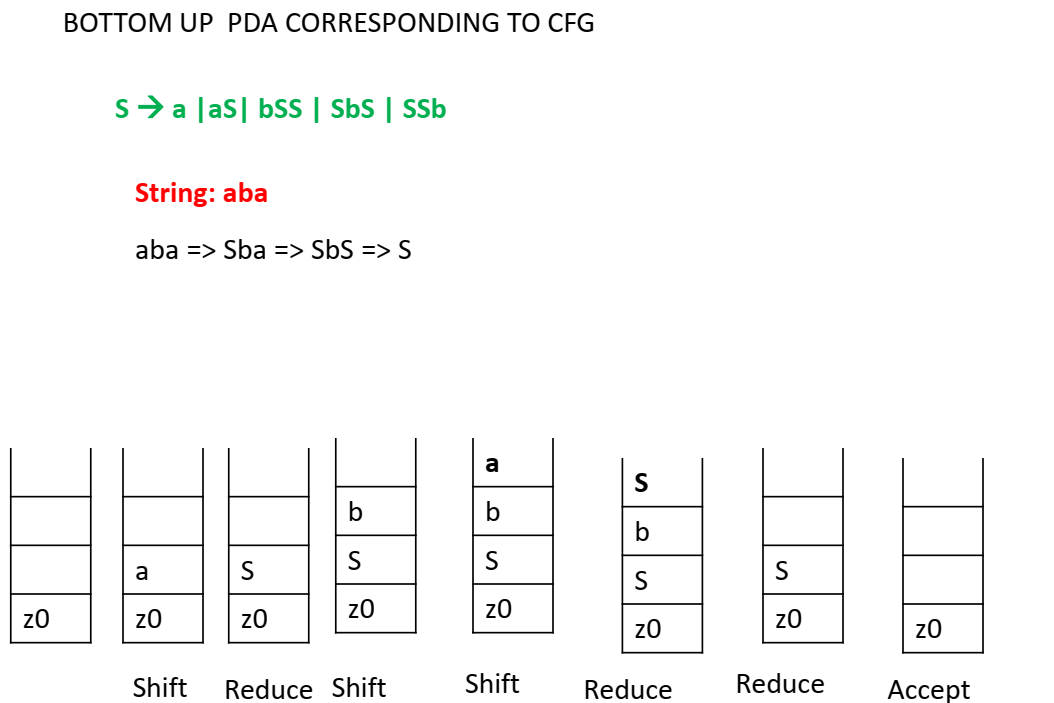 BOTTOM UP  PDA CORRESPONDING TO CFG
S → a |aS| bSS | SbS | SSb
String: aba
aba => Sba => SbS => S
z0
a
z0
S
z0
b
S
z0
a
b
S
z0
S
b
S
z0
S
z0
z0
Shift
Reduce
Shift
Shift
Reduce
Reduce
Accept